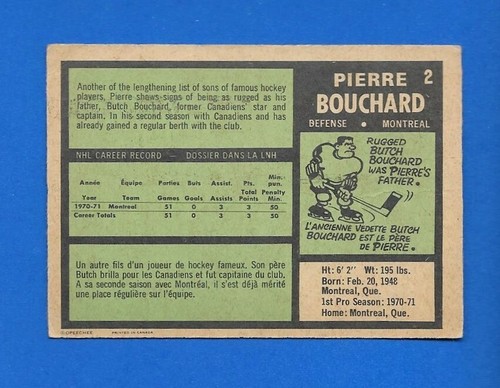 Another of the lengthening list of sons of famous hockey
players, Pierre shows signs of being as rugged as his
father, Butch Bouchard, former Canadiens' star and
captain. In his second season with Canadiens and has
already gained a regular berth with the club.
NHL CAREER RECORD — DOSSIER DANS LA LNH
Année Équipe Parties Buts Assist. Pts. Min. pun.
Year Team Games Goals Assist. Total Points Penalty Min.
1970-71 Montreal 51 0 3 3 50
Career Totals 51 0 3 3 50
Un autre fils d'un joueur de hockey fameux. Son père
Butch brilla pour les Canadiens et fut capitaine du club.
A sa seconde saison avec Montréal, il s'est déjà mérité
une place régulière sur l'équipe.
PIERRE 2
BOUCHARD
DEFENSE • MONTREAL
RUGGED
BUTCH
BOUCHARD
WAS PIERRE'S
FATHER.
L'ANCIENNE VEDETTE BUTCH
BOUCHARD EST LE PÈRE
DE PIERRE.
Ht: 6' 2" Wt: 195 lbs.
Born: Feb. 20, 1948
Montreal, Que.
1st Pro Season: 1970-71
Home: Montreal, Que.
PRINTED IN CANADA